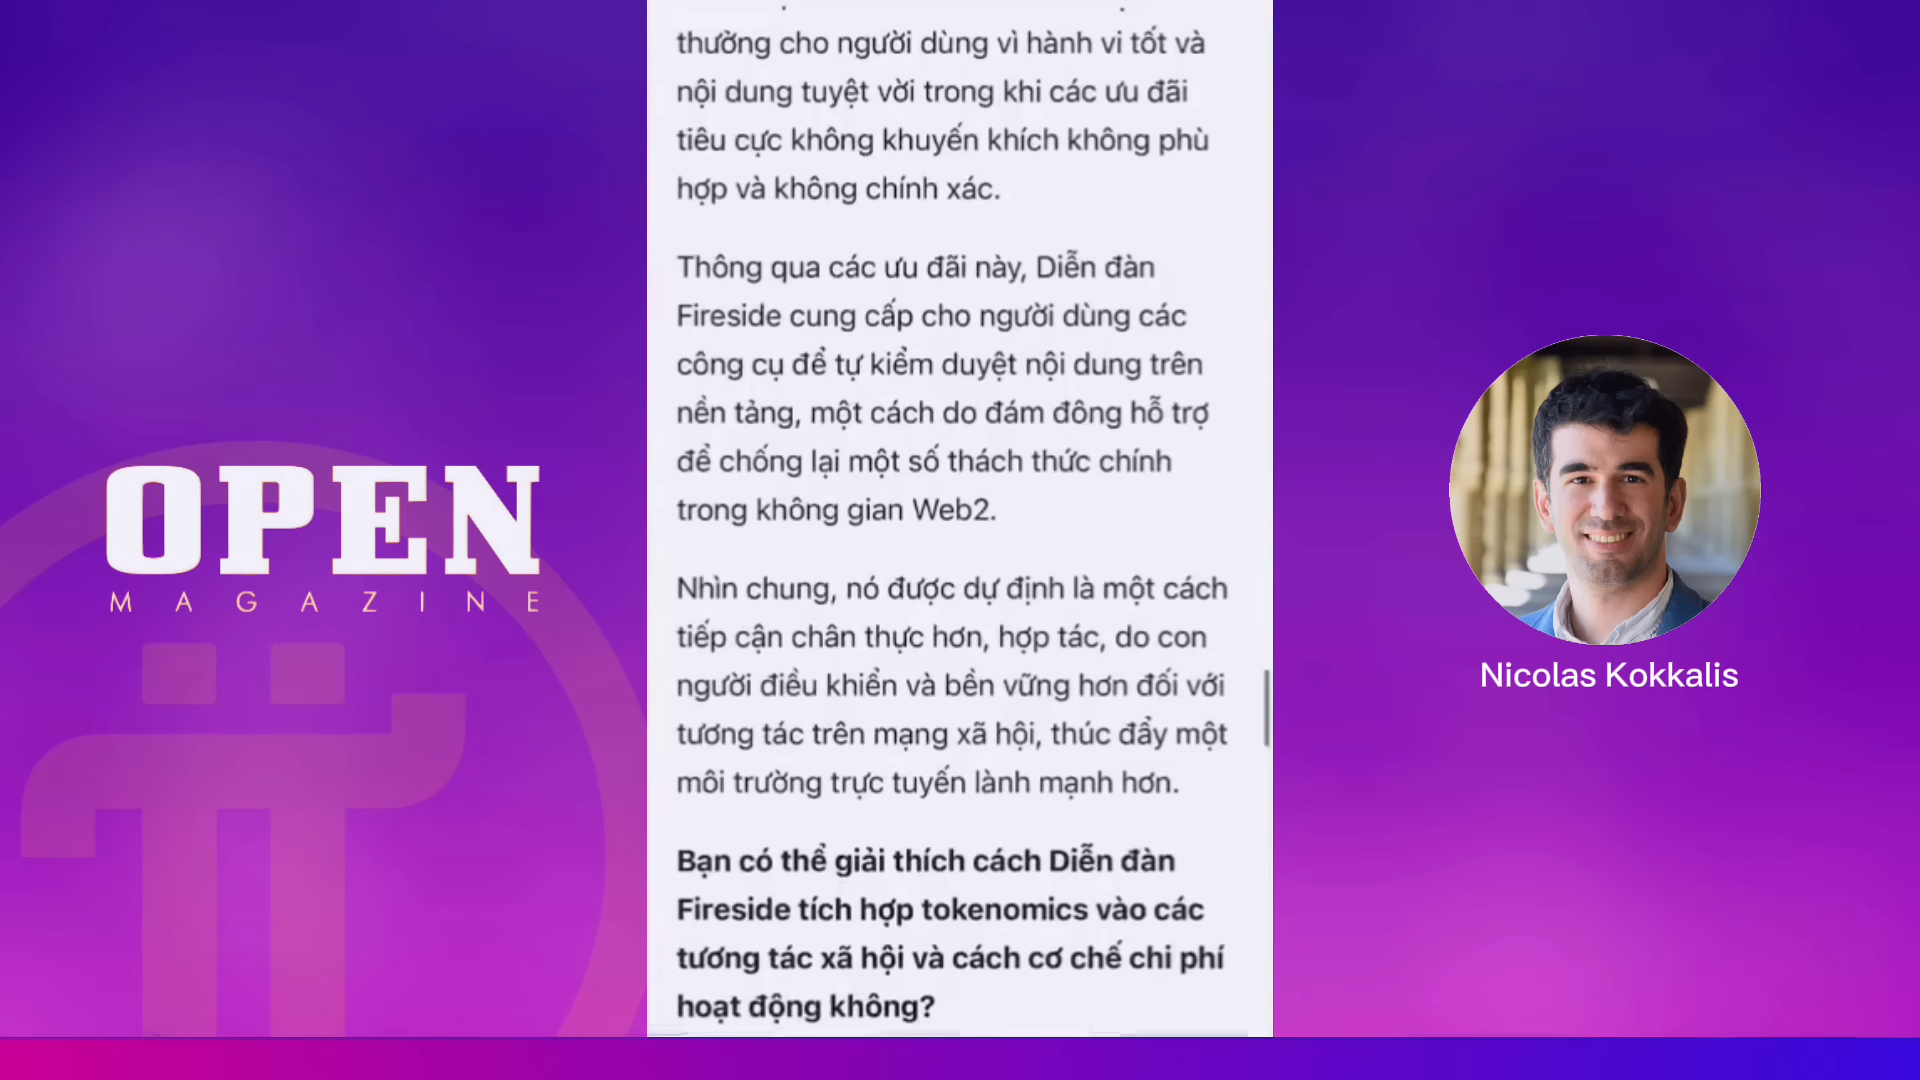 thưởng cho người dùng vì hành vi tốt và
nội dung tuyệt vời trong khi các ưu đãi
tiêu cực không khuyến khích không phù
hợp và không chính xác.
Thông qua các ưu đãi này, Diễn đàn
Fireside cung cấp cho người dùng các
công cụ để tự kiểm duyệt nội dung trên
nền tảng, một cách do đám đông hỗ trợ
để chống lại một số thách thức chính
trong không gian Web2.
Nhìn chung, nó được dự định là một cách
tiếp cận chân thực hơn, hợp tác, do con
người điều khiển và bền vững hơn đối với
tương tác trên mạng xã hội, thúc đẩy một
môi trường trực tuyến lành mạnh hơn.
Bạn có thể giải thích cách Diễn đàn
Fireside tích hợp tokenomics vào các
tương tác xã hội và cách cơ chế chi phí
hoạt động không?
OPEN
MAGAZINE
Nicolas Kokkalis